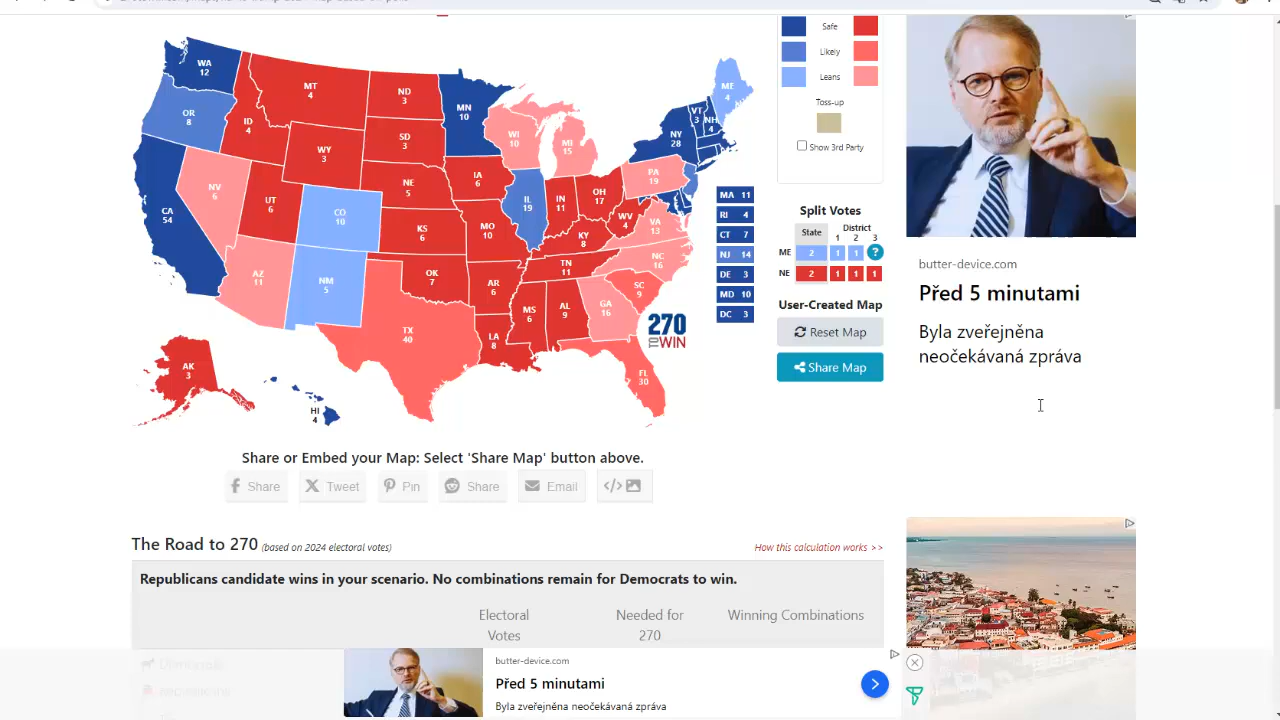 WA
12
OR
8
CA
54
NV
6
ID
4
MT
4
WY
3
UT
6
AZ
11
CO
10
NM
5
ND
3
SD
3
NE
5
KS
6
OK
7
TX
40
MN
10
IA
6
MO
10
AR
6
LA
8
WI
10
IL
19
MI
15
IN
11
OH
17
KY
8
TN
11
MS
6
AL
9
GA
16
FL
30
SC
9
NC
16
VA
13
WV
4
PA
19
NY
28
VT
3
NH
4
ME
4
AK
3
HI
4
MA 11
RI 4
CT 7
NJ 14
DE 3
MD 10
DC 3
270
TO WIN
Safe
Likely
Leans
Toss-up
Show 3rd Party
Split Votes
State District
1 2 3
ME 2 1 1 ?
NE 2 1 1 1
User-Created Map
Reset Map
Share Map
Share or Embed your Map: Select 'Share Map' button above.
Share Tweet Pin Share Email </>
The Road to 270 (based on 2024 electoral votes)
How this calculation works >>
Republicans candidate wins in your scenario. No combinations remain for Democrats to win.
Electoral
Votes
Needed for
270
Winning Combinations
Democrats
Republicans
butter-device.com
Před 5 minutami
Byla zveřejněna
neočekávaná zpráva
butter-device.com
Před 5 minutami
Byla zveřejněna neočekávaná zpráva